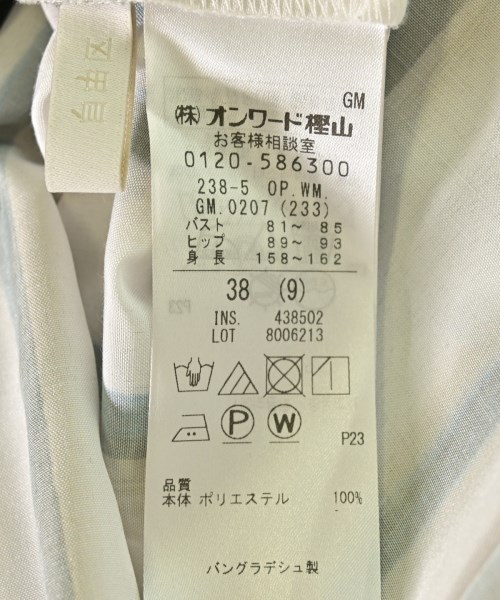 GM
(株)オンワード樫山
お客様相談室
0120-586300
238-5 OP.WM.
GM.0207 (233)
バスト 81〜 85
ヒップ 89〜 93
身長 158〜162
38 (9)
INS. 438502
LOT 8006213
P W
P23
品質
本体 ポリエステル 100%
バングラデシュ製